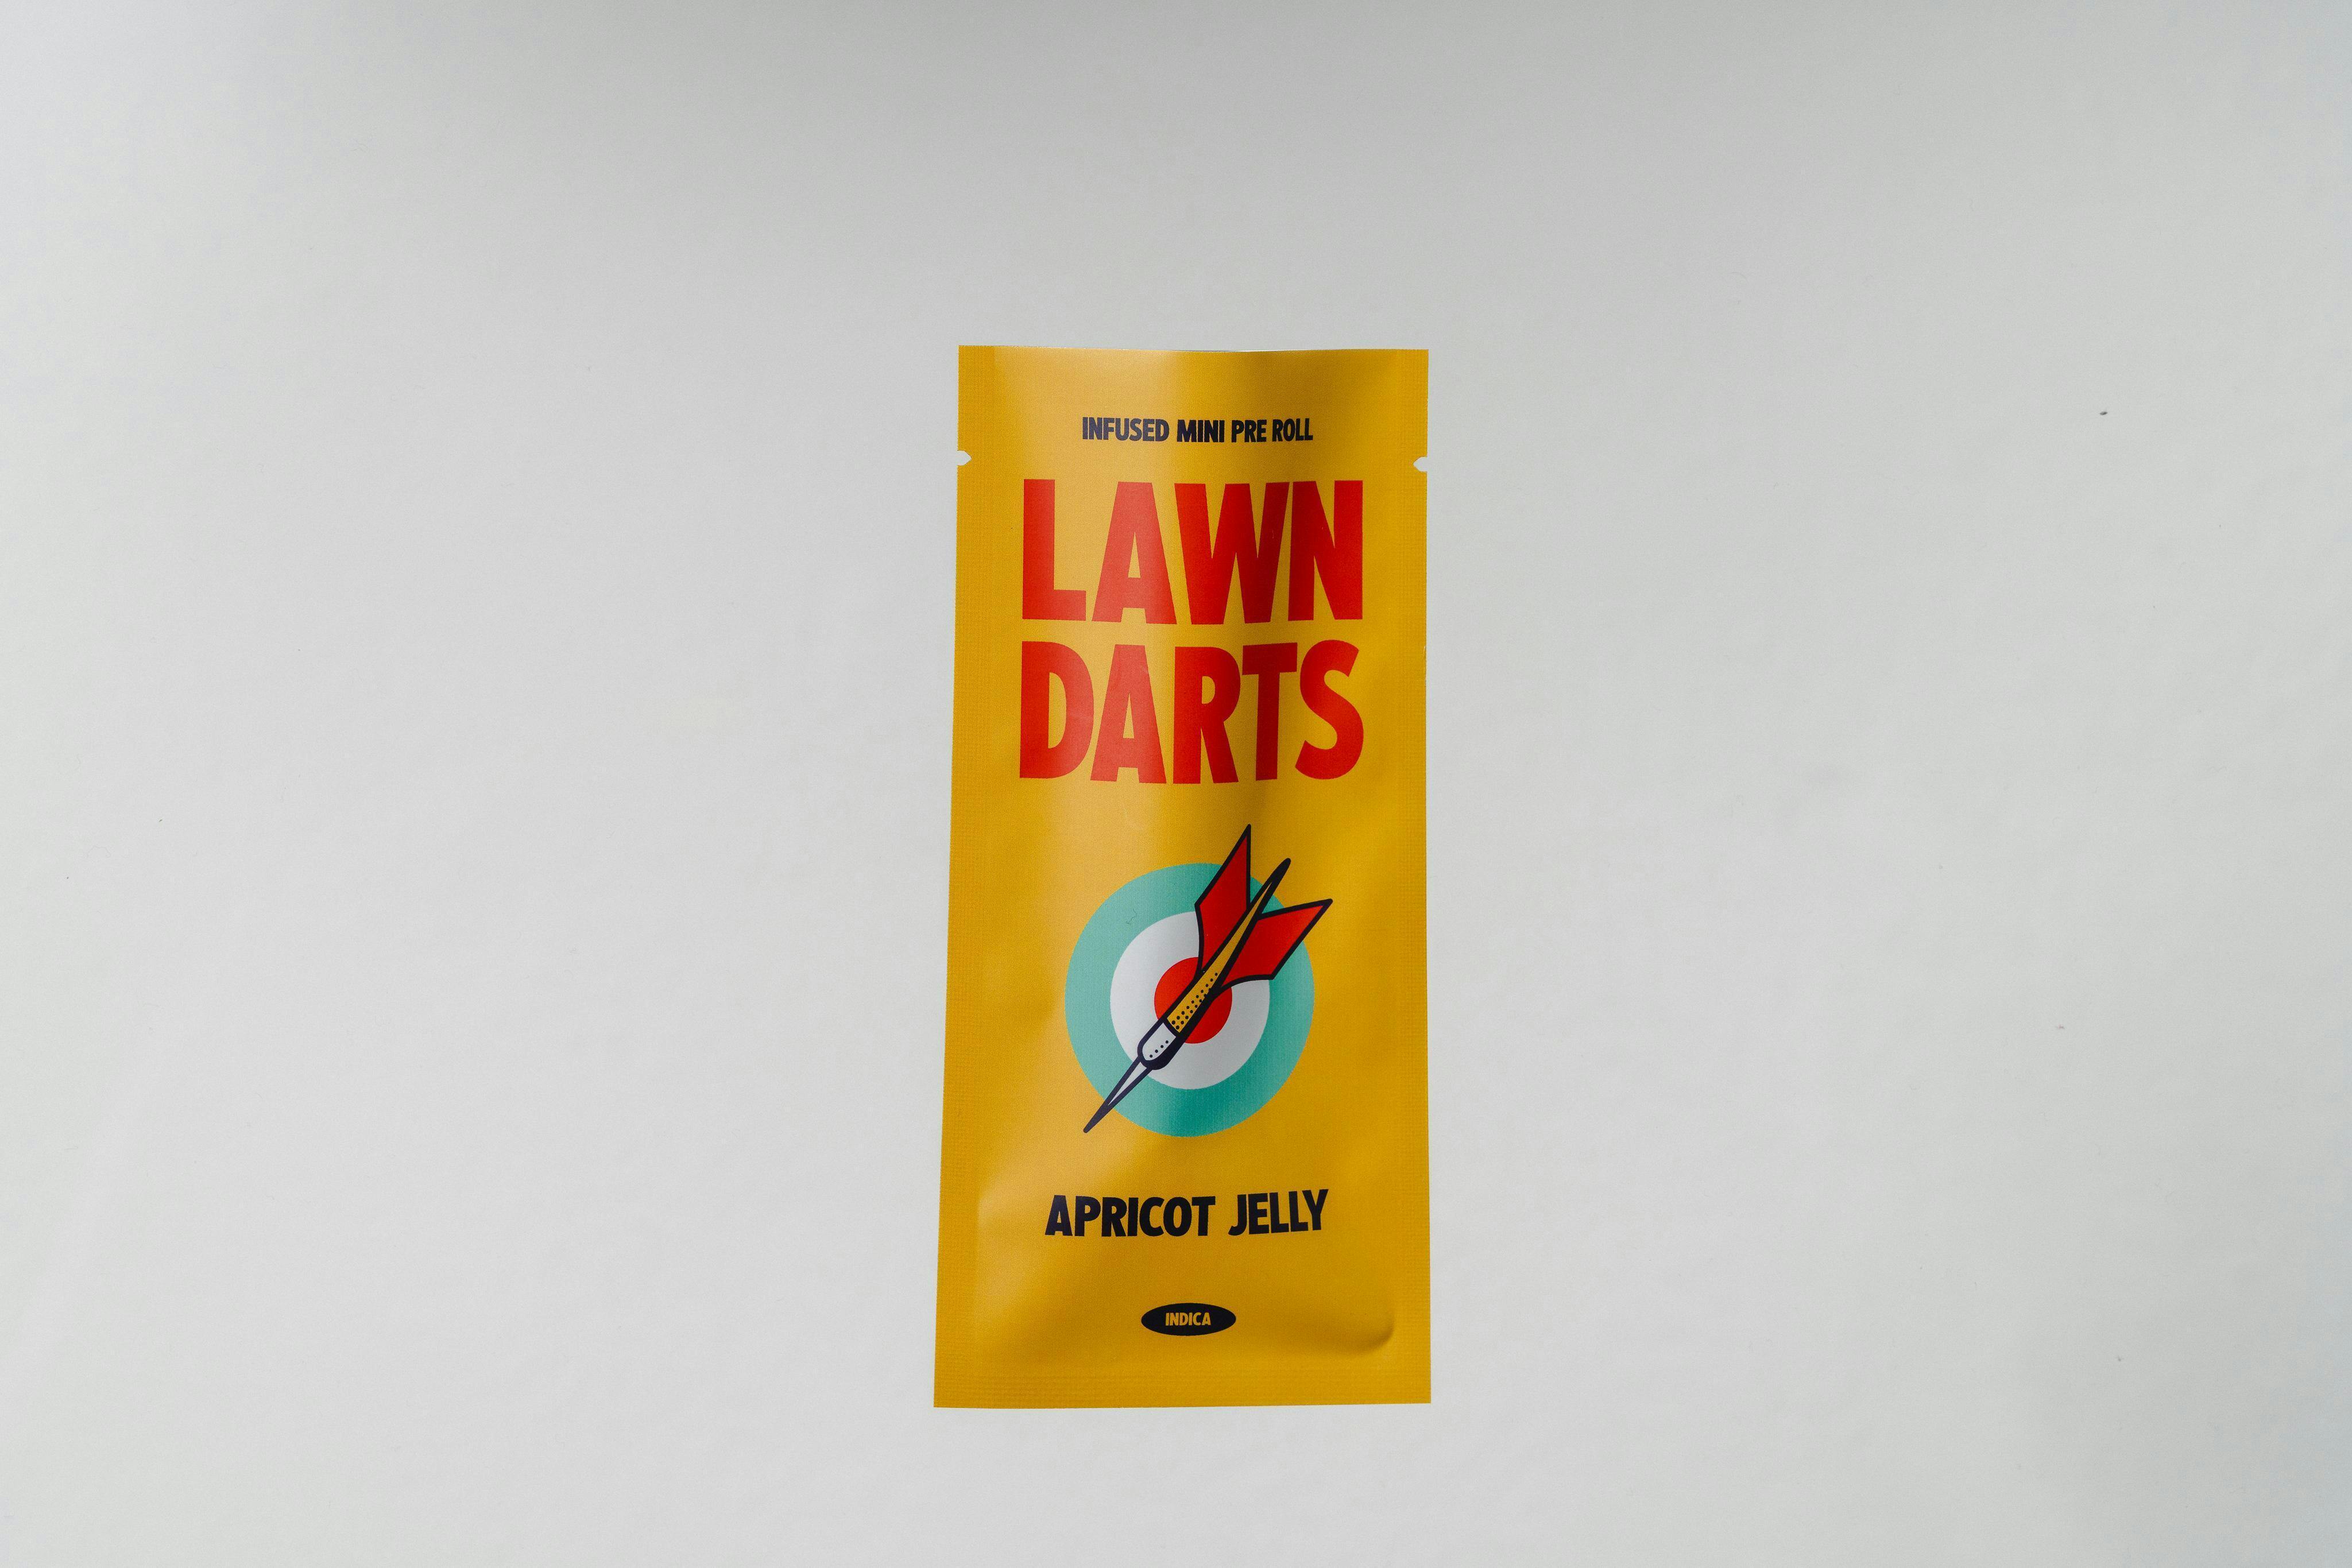 INFUSED MINI PRE ROLL
LAWN
DARTS
APRICOT JELLY
INDICA